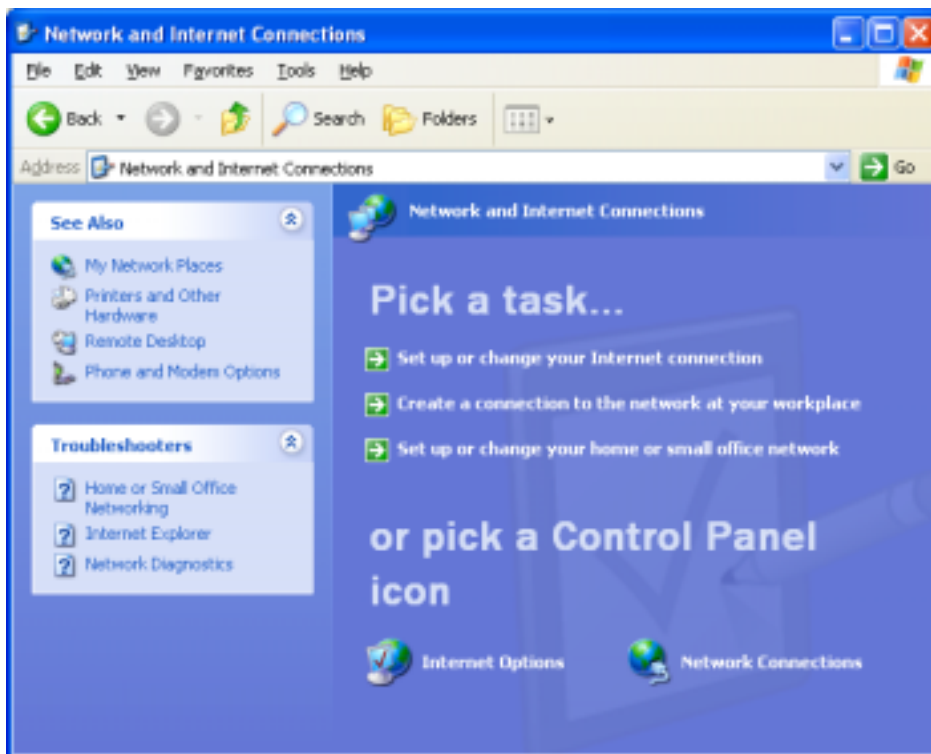 Network and Internet Connections
File Edit View Favorites Tools Help
Back Search Folders
Address Network and Internet Connections Go
See Also
My Network Places
Printers and Other
Hardware
Remote Desktop
Phone and Modem Options
Troubleshooters
Home or Small Office
Networking
Internet Explorer
Network Diagnostics
Network and Internet Connections
Pick a task...
Set up or change your Internet connection
Create a connection to the network at your workplace
Set up or change your home or small office network
or pick a Control Panel
icon
Internet Options Network Connections